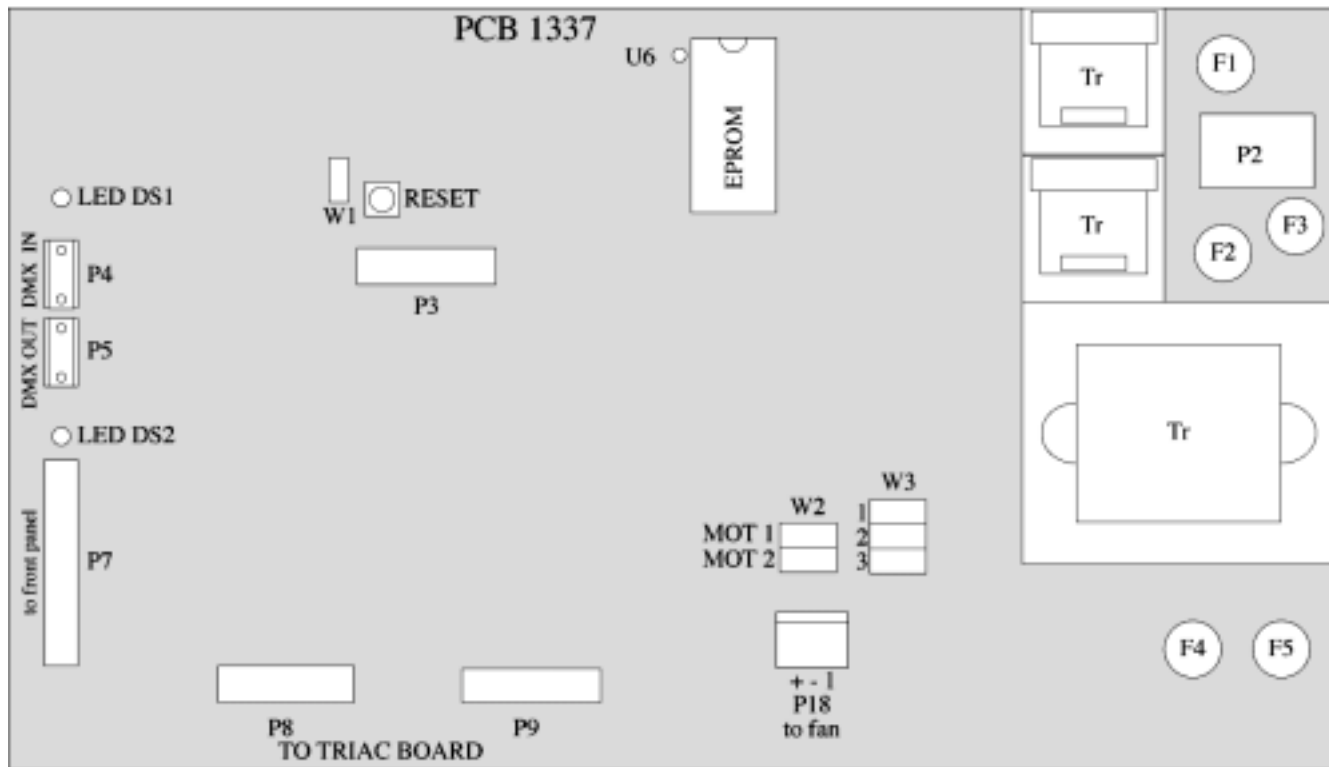 PCB 1337
U6
EPROM
Tr
F1
P2
F3
Tr
F2
LED DS1
W1
RESET
DMX IN
P4
P3
DMX OUT
P5
LED DS2
Tr
to front panel
P7
W3
W2
1
MOT 1
2
MOT 2
3
F4
F5
+ - 1
P18
to fan
P8
P9
TO TRIAC BOARD